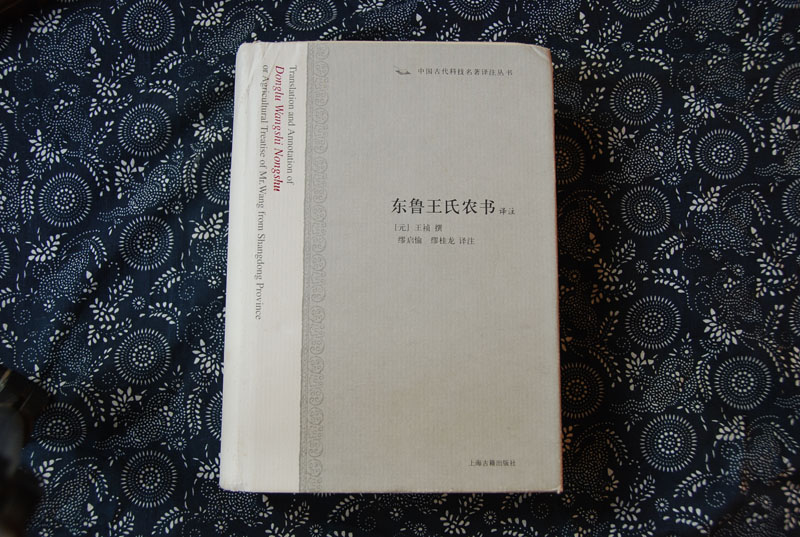 中国古代科技名著译注丛书
东鲁王氏农书 译注
[元] 王祯 撰
缪启愉 缪桂龙 译注
上海古籍出版社
Translation and Annotation of
Donglu Wangshi Nongshu
or Agricultural Treatise of Mr. Wang from Shangdong Province